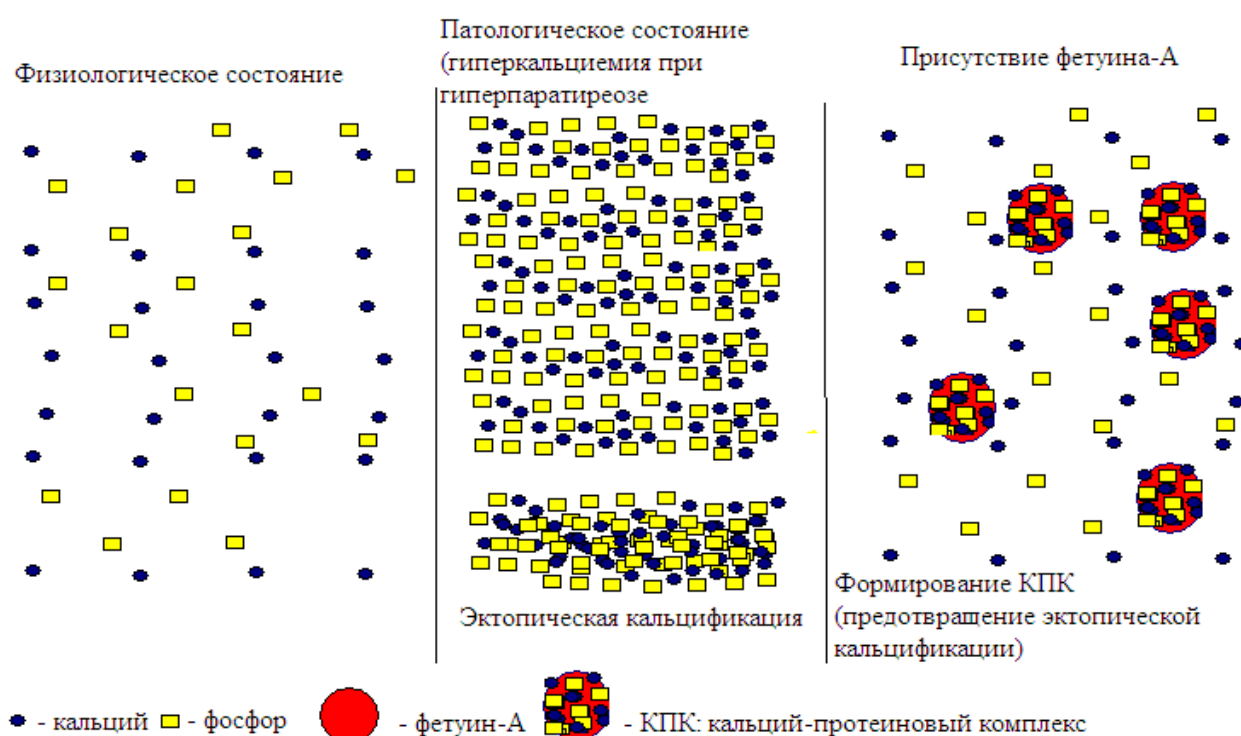 Физиологическое состояние
Патологическое состояние
(гиперкальциемия при
гиперпаратиреозе
Присутствие фетуина-А
Эктопическая кальцификация
Формирование КПК
(предотвращение эктопической
кальцификации)
- кальций - фосфор - фетуин-А - КПК: кальций-протеиновый комплекс